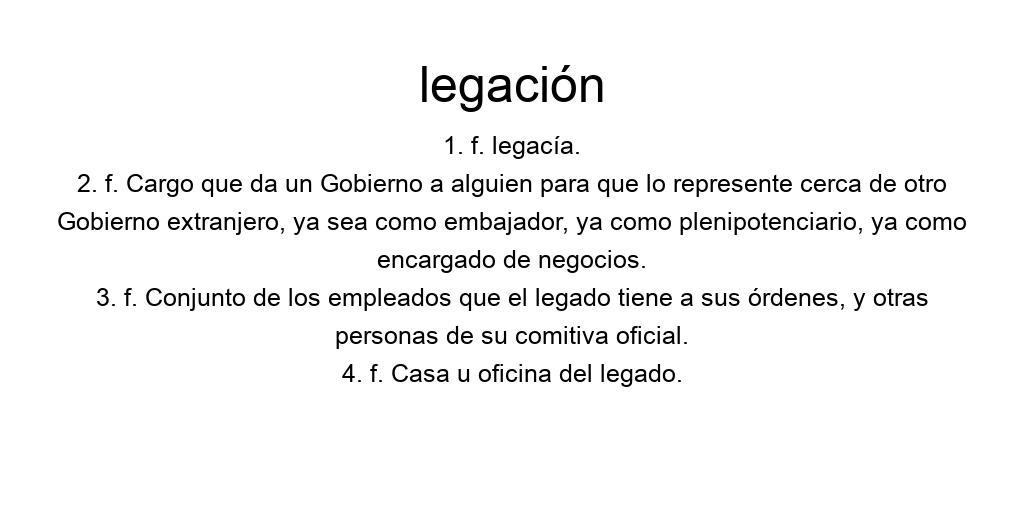 legación
1. f. legacía.
2. f. Cargo que da un Gobierno a alguien para que lo represente cerca de otro
Gobierno extranjero, ya sea como embajador, ya como plenipotenciario, ya como
encargado de negocios.
3. f. Conjunto de los empleados que el legado tiene a sus órdenes, y otras
personas de su comitiva oficial.
4. f. Casa u oficina del legado.